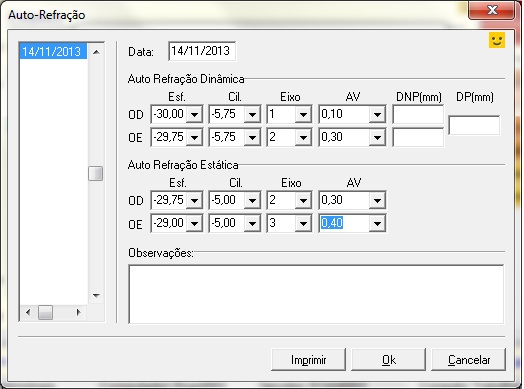 Auto-Refração
14/11/2013
Data: 14/11/2013
Auto Refração Dinâmica
Esf. Cil. Eixo AV DNP(mm) DP(mm)
OD -30,00 -5,75 1 0,10
OE -29,75 -5,75 2 0,30
Auto Refração Estática
Esf. Cil. Eixo AV
OD -29,75 -5,00 2 0,30
OE -29,00 -5,00 3 0,40
Observações:
Imprimir Ok Cancelar